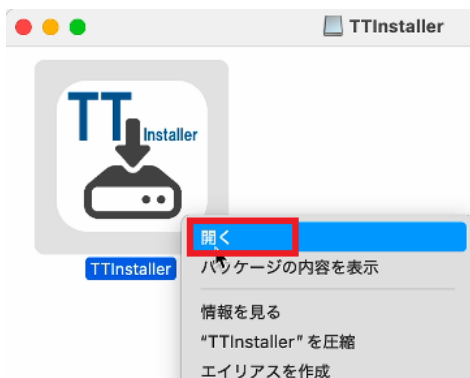 TTInstaller
TT Installer
TTInstaller
開く
パッケージの内容を表示
情報を見る
“TTInstaller”を圧縮
エイリアスを作成